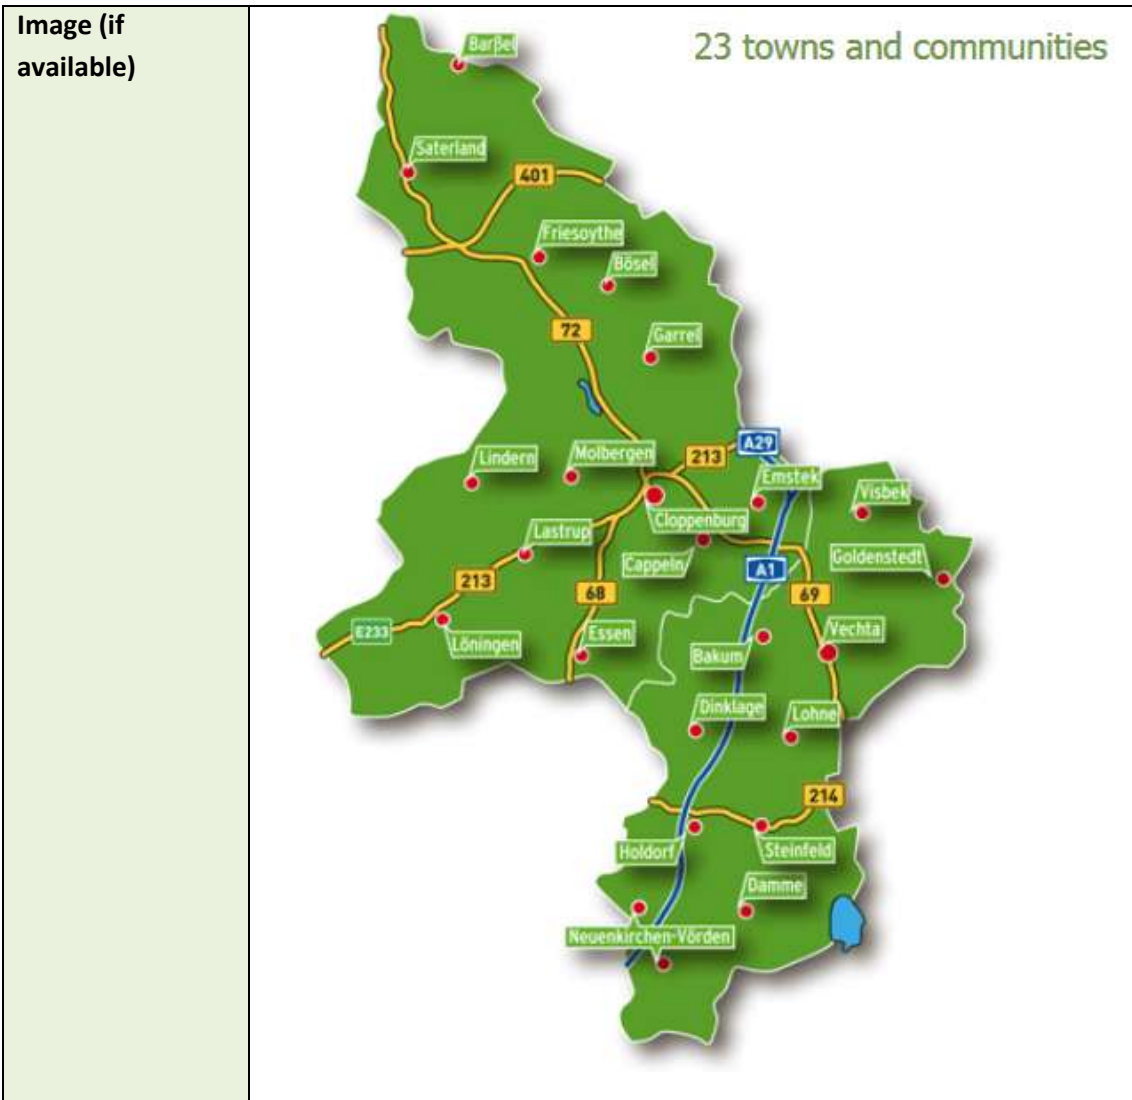 Image (if
available)
23 towns and communities
Barβel
Saterland
401
Friesoythe
Bösel
72
Garrel
A29
213
Lindern
Molbergen
Emstek
Visbek
Cloppenburg
Lastrup
Cappeln
Goldenstedt
A1
213
68
69
E233
Löningen
Essen
Bakum
Vechta
Dinklage
Lohne
214
Holdorf
Steinfeld
Damme
Neuenkirchen-Vörden